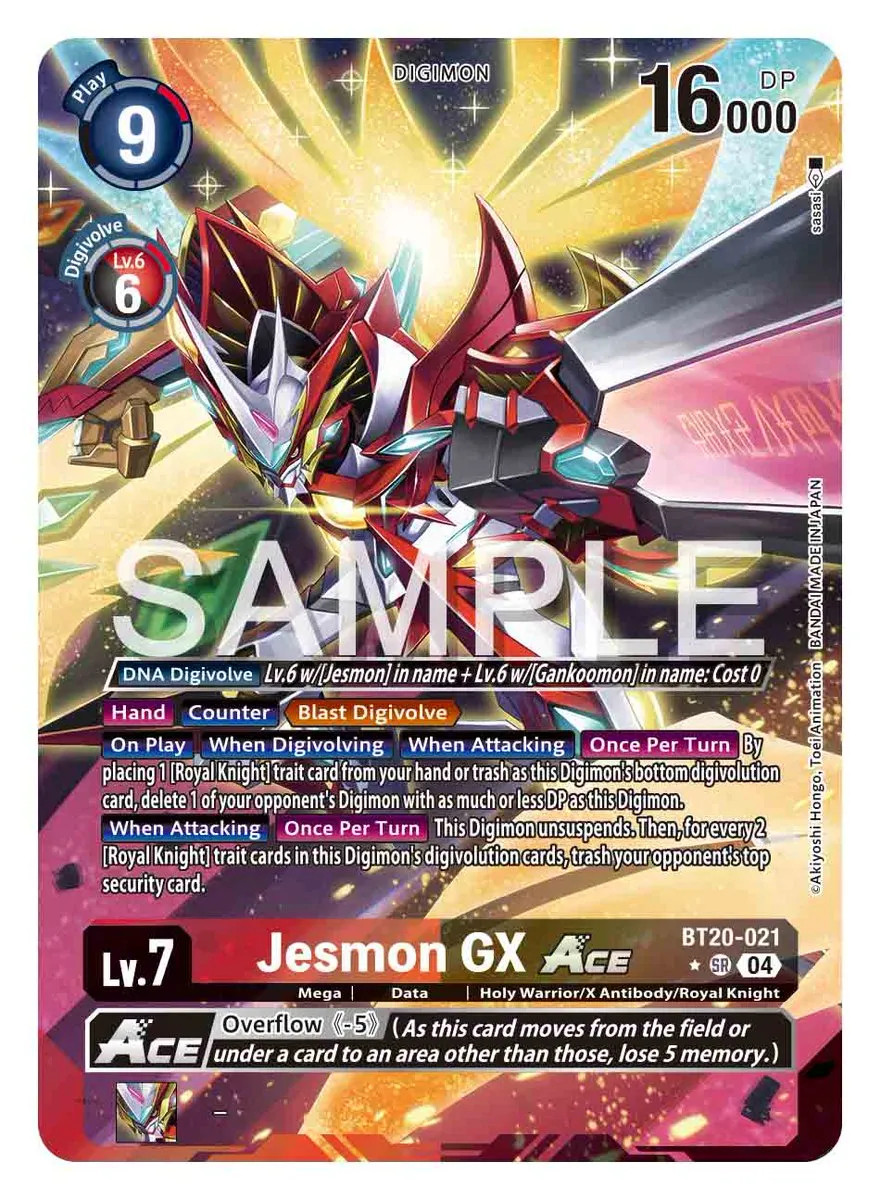 DIGIMON
Play
9
16000 DP
sasasi
Digivolve
Lv.6
6
SAMPLE
DNA Digivolve Lv.6 w/[Jesmon] in name + Lv.6 w/[Gankoomon] in name: Cost 0
Hand Counter Blast Digivolve
On Play When Digivolving When Attacking Once Per Turn By
placing 1 [Royal Knight] trait card from your hand or trash as this Digimon's bottom digivolution
card, delete 1 of your opponent's Digimon with as much or less DP as this Digimon.
When Attacking Once Per Turn This Digimon unsuspends. Then, for every 2
[Royal Knight] trait cards in this Digimon's digivolution cards, trash your opponent's top
security card.
©Akiyoshi Hongo, Toei Animation BANDAI MADE IN JAPAN
Lv.7
Jesmon GX ACE
BT20-021
SR 04
Mega | Data | Holy Warrior/X Antibody/Royal Knight
ACE
Overflow 《-5》 (As this card moves from the field or
under a card to an area other than those, lose 5 memory.)
–